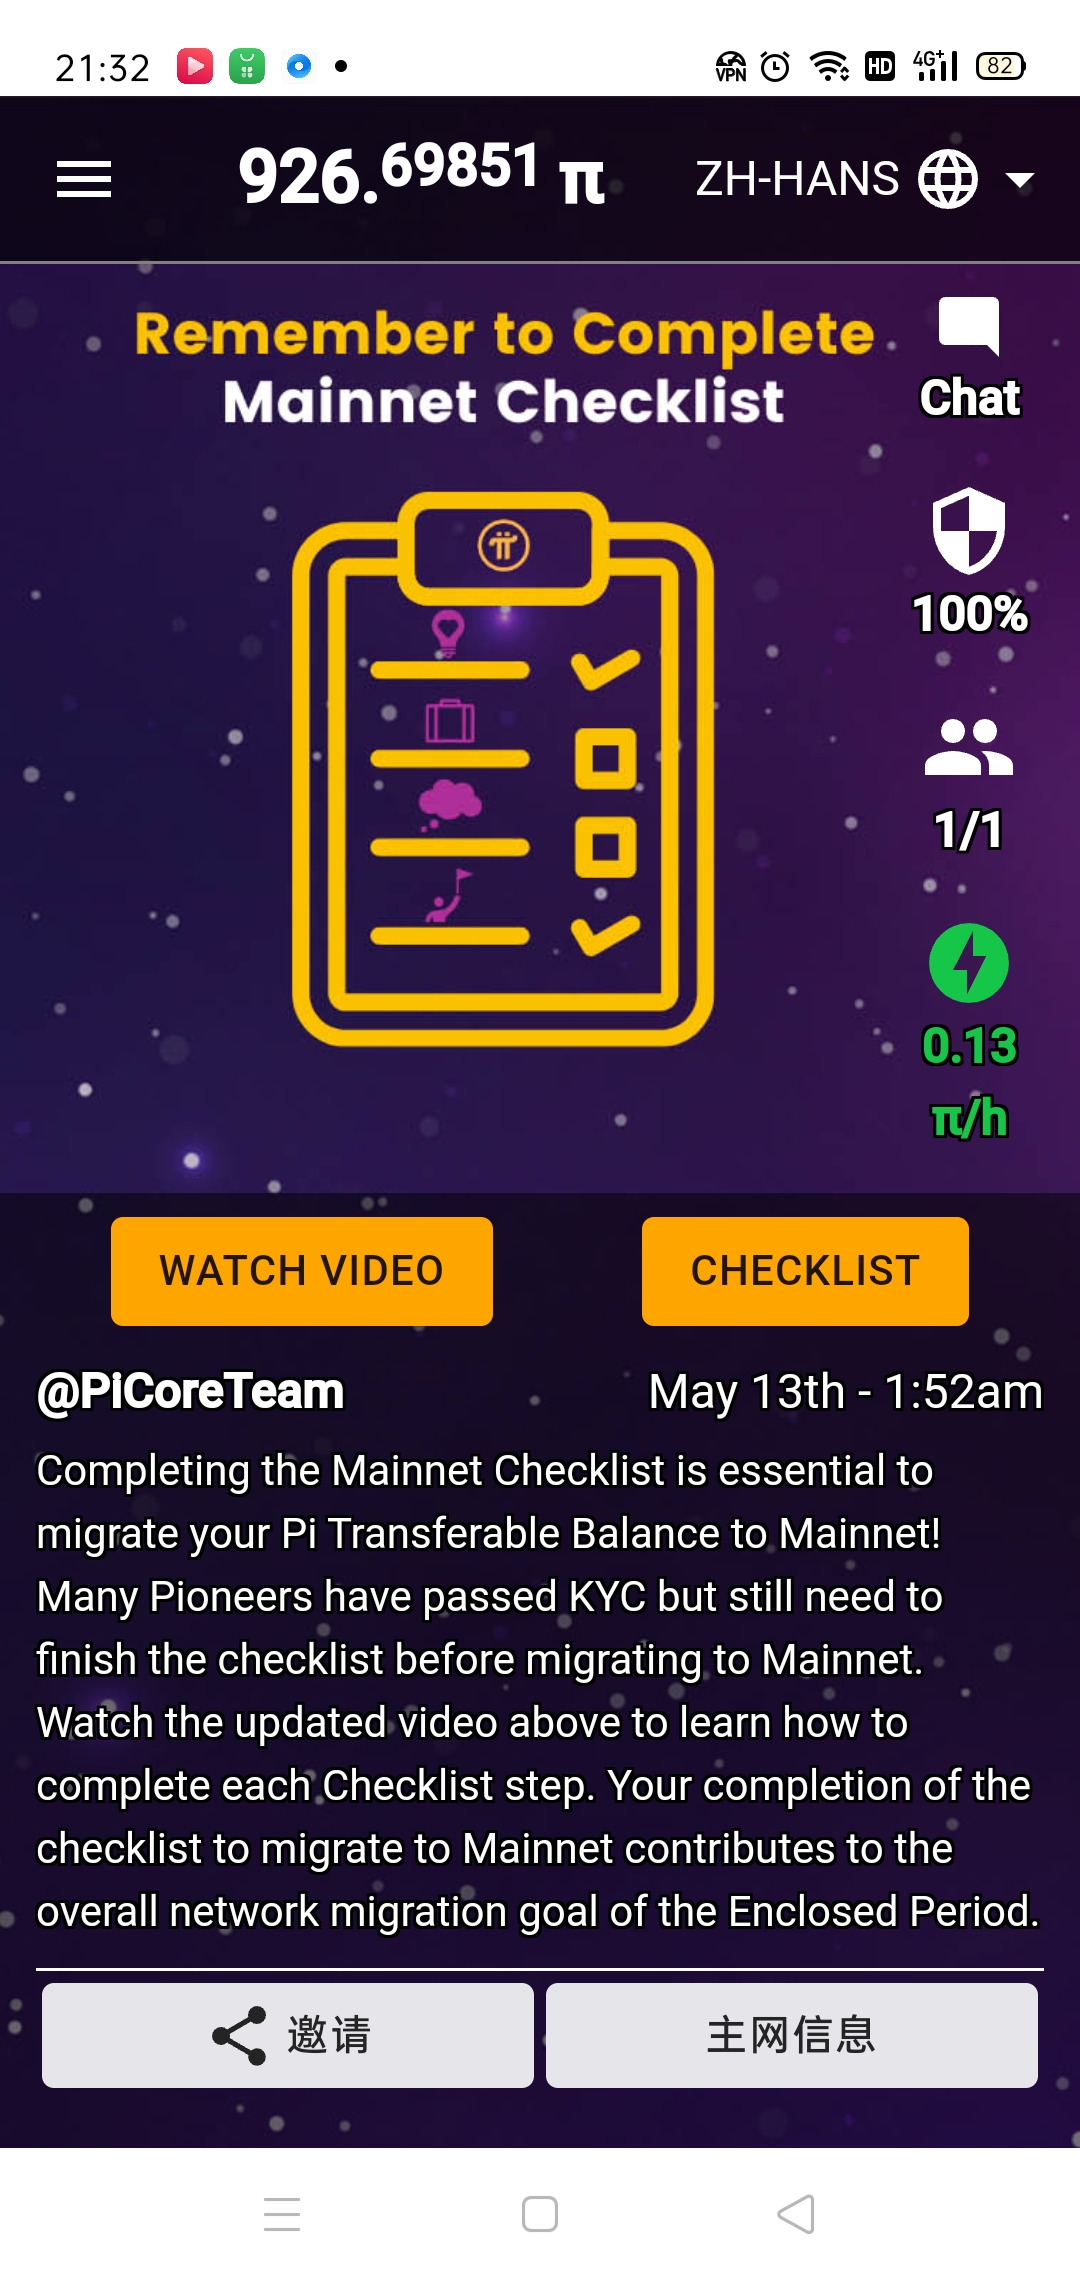 21:32
VPN
HD
4G+
82
926.69851 π
ZH-HANS
Remember to Complete
Mainnet Checklist
Chat
100%
1/1
0.13
π/h
WATCH VIDEO
CHECKLIST
@PiCoreTeam
May 13th - 1:52am
Completing the Mainnet Checklist is essential to
migrate your Pi Transferable Balance to Mainnet!
Many Pioneers have passed KYC but still need to
finish the checklist before migrating to Mainnet.
Watch the updated video above to learn how to
complete each Checklist step. Your completion of the
checklist to migrate to Mainnet contributes to the
overall network migration goal of the Enclosed Period.
邀请
主网信息